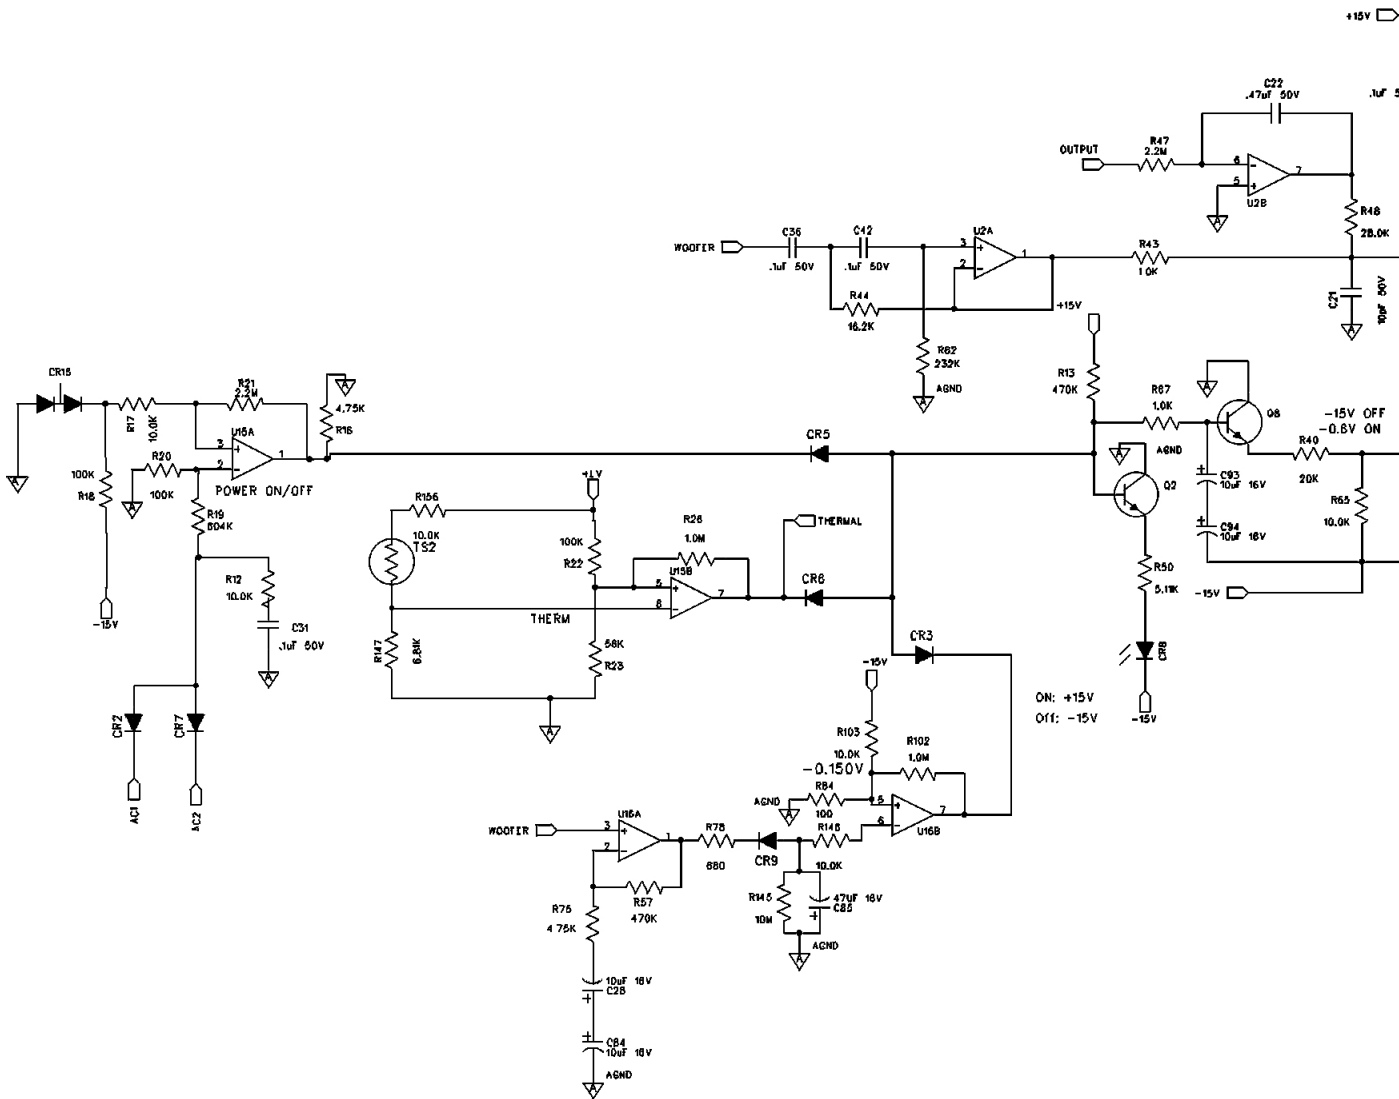 +15V
C22
.47uF 50V
.1uF 5
OUTPUT
R47
2.2M
6
5
7
U2B
R48
28.0K
WOOFER
C36
.1uF 50V
C42
.1uF 50V
U2A
3
2
1
R43
1.0K
R44
16.2K
+15V
C21
10pF 50V
R62
232K
AGND
R13
470K
R67
1.0K
Q8
-15V OFF
-0.6V ON
CR15
R17
10.0K
R21
2.2M
4.75K
R16
U15A
3
2
1
R20
100K
POWER ON/OFF
100K
R18
R19
604K
CR5
AGND
Q2
R40
20K
C93
10uF 16V
C94
10uF 16V
R65
10.0K
-15V
R156
10.0K
TS2
100K
R22
R26
1.0M
U15B
5
6
7
THERMAL
CR6
THERM
R12
10.0K
C31
.1uF 50V
-15V
R147
6.81K
56K
R23
R50
5.11K
CR8
-15V
CR3
CR2
CR7
AC1
AC2
-15V
ON: +15V
Off: -15V
R103
10.0K
-0.150V
R102
1.0M
R84
100
AGND
5
6
7
U16B
WOOFER
U16A
3
2
1
R78
680
CR9
R146
10.0K
R57
470K
R75
4.75K
R145
10M
47uF 16V
C85
AGND
10uF 16V
C28
C84
10uF 16V
AGND